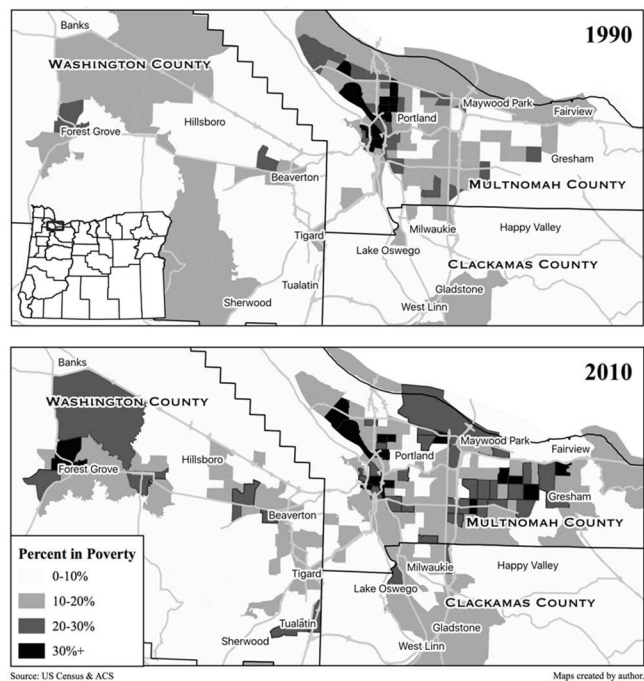 1990
Banks
WASHINGTON COUNTY
Maywood Park
Fairview
Portland
Hillsboro
Forest Grove
Gresham
Beaverton
MULTNOMAH COUNTY
Happy Valley
Milwaukie
Tigard
Lake Oswego
CLACKAMAS COUNTY
Tualatin
Gladstone
Sherwood
West Linn
2010
Banks
WASHINGTON COUNTY
Maywood Park
Fairview
Portland
Hillsboro
Forest Grove
Gresham
Beaverton
MULTNOMAH COUNTY
Percent in Poverty
0-10%
10-20%
20-30%
30%+
Happy Valley
Milwaukie
Tigard
Lake Oswego
CLACKAMAS COUNTY
Tualatin
Gladstone
Sherwood
West Linn
Source: US Census & ACS
Maps created by author